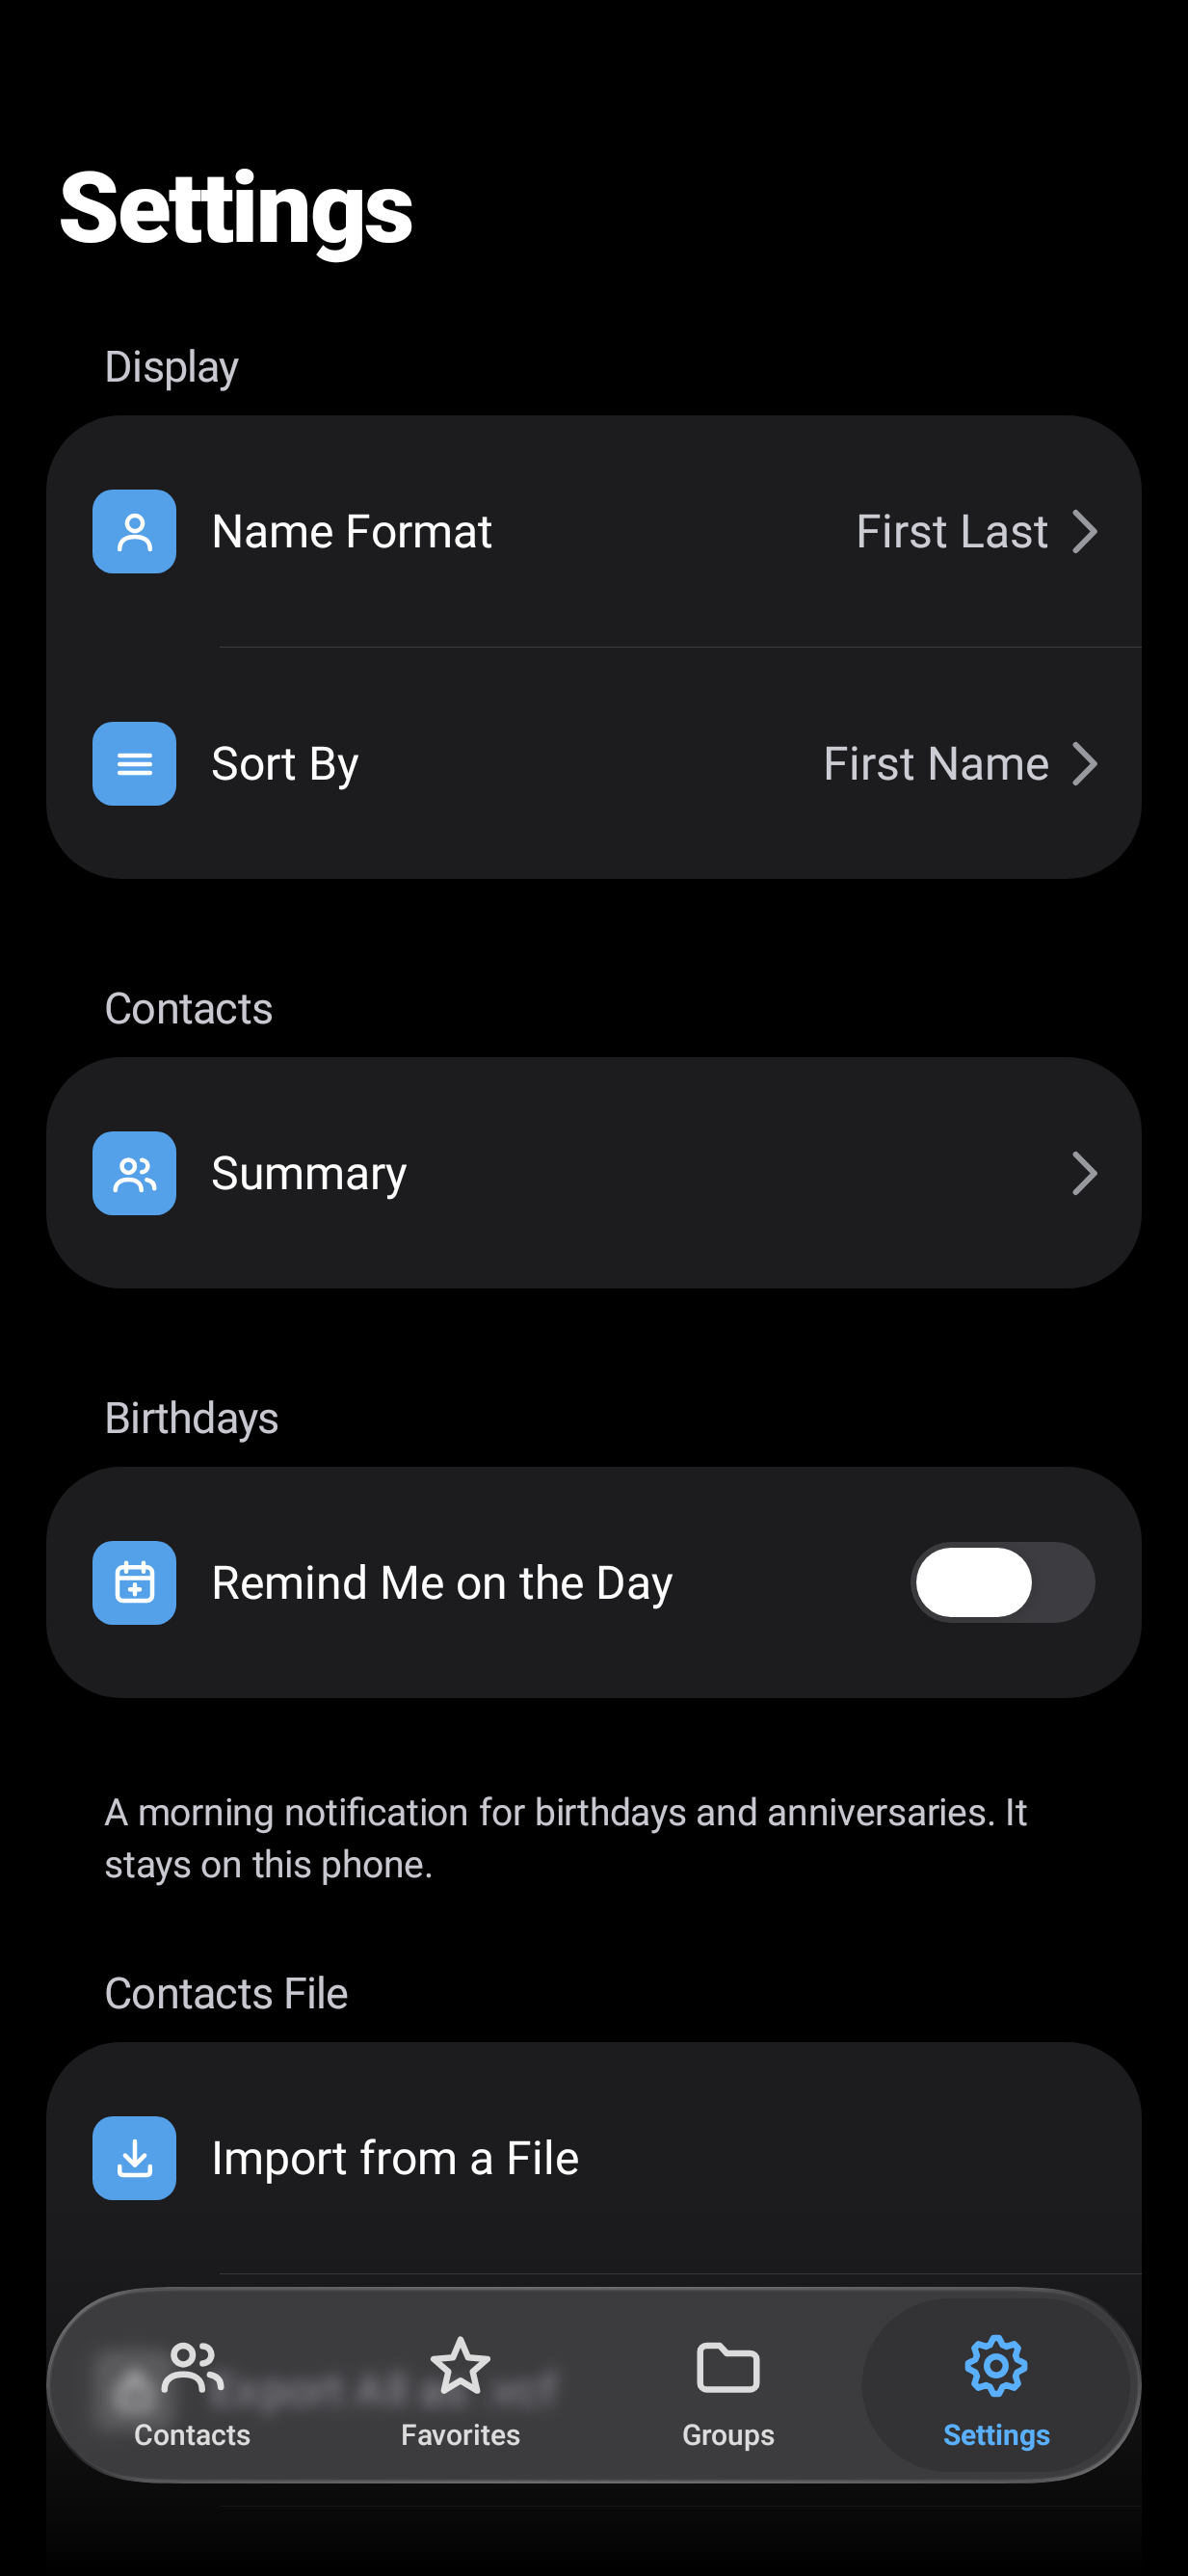 Settings
Display
Name Format First Last
Sort By First Name
Contacts
Summary
Birthdays
Remind Me on the Day
A morning notification for birthdays and anniversaries. It
stays on this phone.
Contacts File
Import from a File
Contacts Favorites Groups Settings